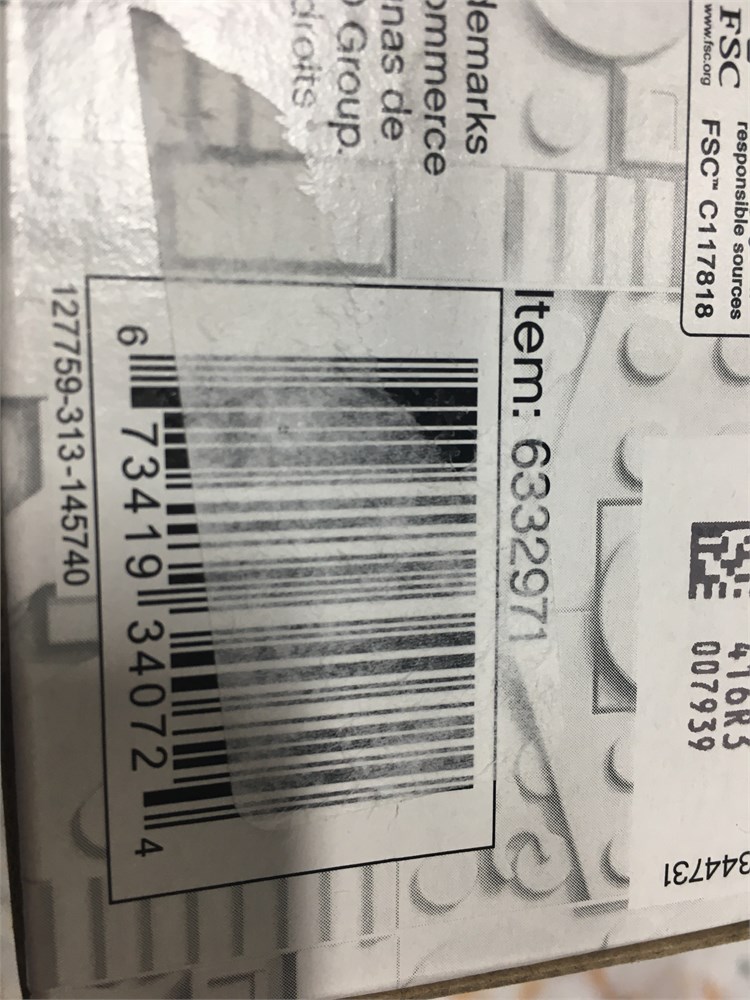 demarks
ommerce
nas de
Group.
droits
FSC
www.fsc.org
responsible sources
FSC™ C117818
Item: 6332971
6 73419 34072 4
127759-313-145740
416R3
007939
344731